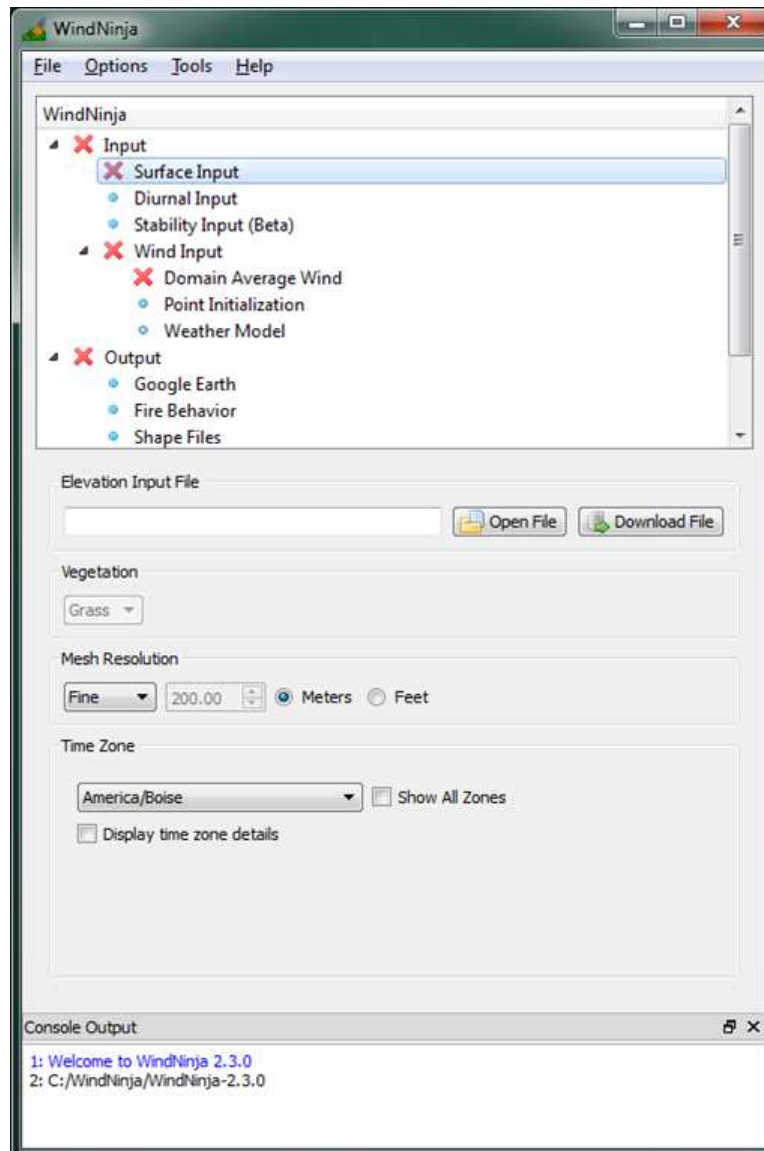 WindNinja
File Options Tools Help
WindNinja
Input
Surface Input
Diurnal Input
Stability Input (Beta)
Wind Input
Domain Average Wind
Point Initialization
Weather Model
Output
Google Earth
Fire Behavior
Shape Files
Elevation Input File
Open File Download File
Vegetation
Grass
Mesh Resolution
Fine 200.00 Meters Feet
Time Zone
America/Boise Show All Zones
Display time zone details
Console Output
1: Welcome to WindNinja 2.3.0
2: C:/WindNinja/WindNinja-2.3.0